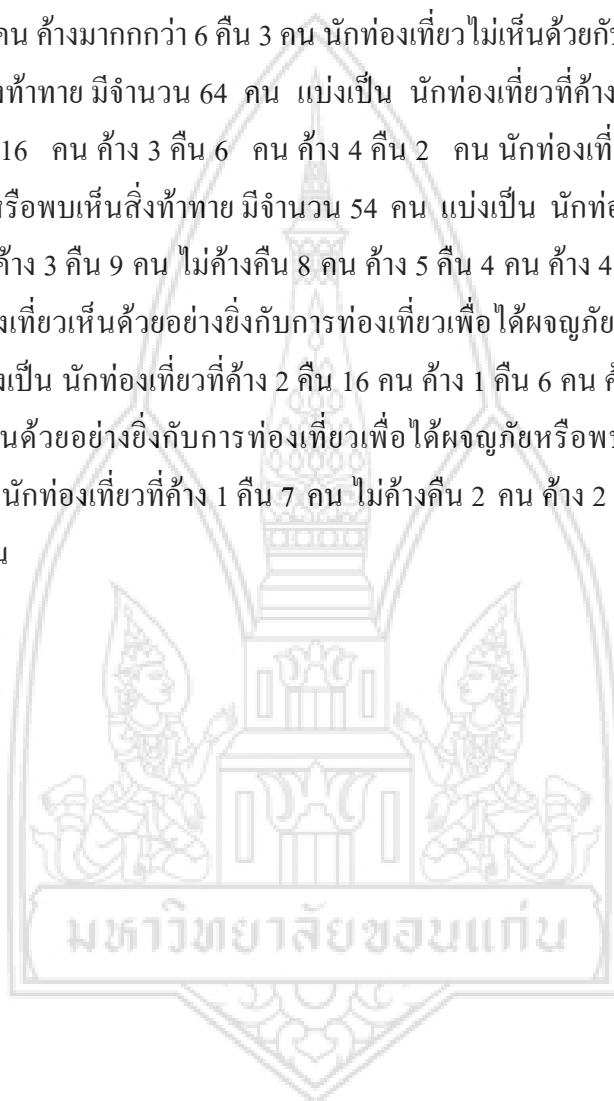 คน ค้างมากกกว่า 6 คืน 3 คน นักท่องเที่ยวไม่เห็นด้วยกับ
งท้าทาย มีจำนวน 64 คน แบ่งเป็น นักท่องเที่ยวที่ค้าง
16 คน ค้าง 3 คืน 6 คน ค้าง 4 คืน 2 คน นักท่องเที่
หรือพบเห็นสิ่งท้าทาย มีจำนวน 54 คน แบ่งเป็น นักท่อง
ค้าง 3 คืน 9 คน ไม่ค้างคืน 8 คน ค้าง 5 คืน 4 คน ค้าง 4
งเที่ยวเห็นด้วยอย่างยิ่งกับการท่องเที่ยวเพื่อได้ผจญภัย
งเป็น นักท่องเที่ยวที่ค้าง 2 คืน 16 คน ค้าง 1 คืน 6 คน ค้
นด้วยอย่างยิ่งกับการท่องเที่ยวเพื่อได้ผจญภัยหรือพบ
นักท่องเที่ยวที่ค้าง 1 คืน 7 คน ไม่ค้างคืน 2 คน ค้าง 2
น
มหาวิทยาลัยขอนแก่น